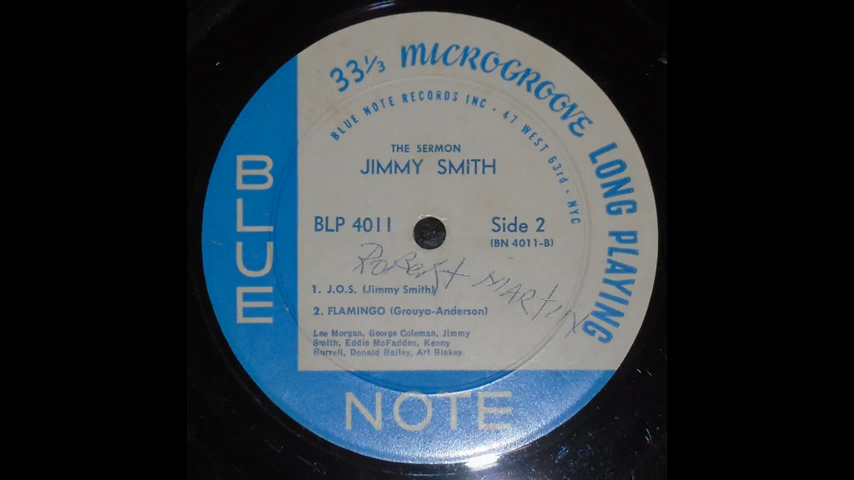 33⅓ MICROGROOVE LONG PLAYING
BLUE NOTE RECORDS INC · 47 WEST 63rd · NYC
THE SERMON
JIMMY SMITH
BLP 4011
Side 2
(BN 4011-B)
Robert MARTIN
1. J.O.S. (Jimmy Smith)
2. FLAMINGO (Grouya-Anderson)
Lee Morgan, George Coleman, Jimmy
Smith, Eddie McFadden, Kenny
Burrell, Donald Bailey, Art Blakey.
BLUE
NOTE